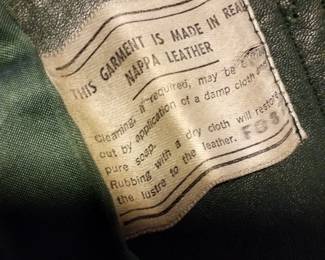 THIS GARMENT IS MADE IN REAL
NAPPA LEATHER
Cleaning, if required, may be
out by application of a damp cloth
pure soap.
Rubbing with a dry cloth will restore
the lustre to the leather.